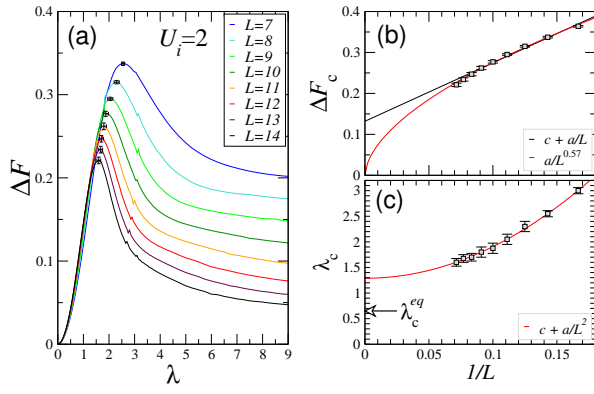 (a)
U_i=2
L=7
L=8
L=9
L=10
L=11
L=12
L=13
L=14
ΔF
0.4
0.3
0.2
0.1
0
0 1 2 3 4 5 6 7 8 9
λ
(b)
ΔF_c
0.4
0.3
0.2
0.1
0
c + a/L
a/L^0.57
(c)
λ_c
3
2.5
2
1.5
1
0.5
0
λ_c^eq
c + a/L^2
0 0.05 0.1 0.15
1/L